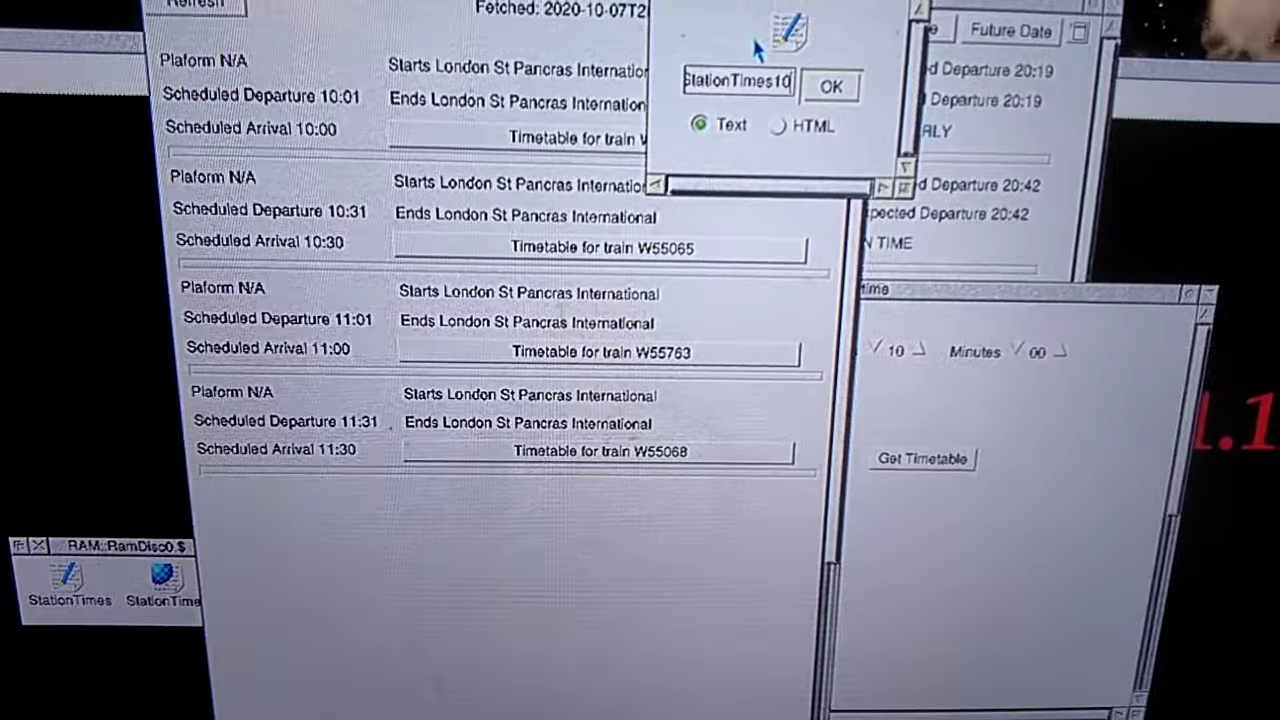 Refresh
Fetched: 2020-10-07T2
Plaform N/A
Starts London St Pancras Internation
Scheduled Departure 10:01
Ends London St Pancras Internation
Scheduled Arrival 10:00
Timetable for train W
Plaform N/A
Starts London St Pancras Internatio
Scheduled Departure 10:31
Ends London St Pancras International
Scheduled Arrival 10:30
Timetable for train W55065
Plaform N/A
Starts London St Pancras International
Scheduled Departure 11:01
Ends London St Pancras International
Scheduled Arrival 11:00
Timetable for train W55763
Plaform N/A
Starts London St Pancras International
Scheduled Departure 11:31
Ends London St Pancras International
Scheduled Arrival 11:30
Timetable for train W55068
StationTimes10
OK
Text
HTML
e
Future Date
d Departure 20:19
Departure 20:19
RLY
d Departure 20:42
pected Departure 20:42
N TIME
time
10
Minutes
00
Get Timetable
1.1
RAM::RamDisc0.$
StationTimes
StationTime